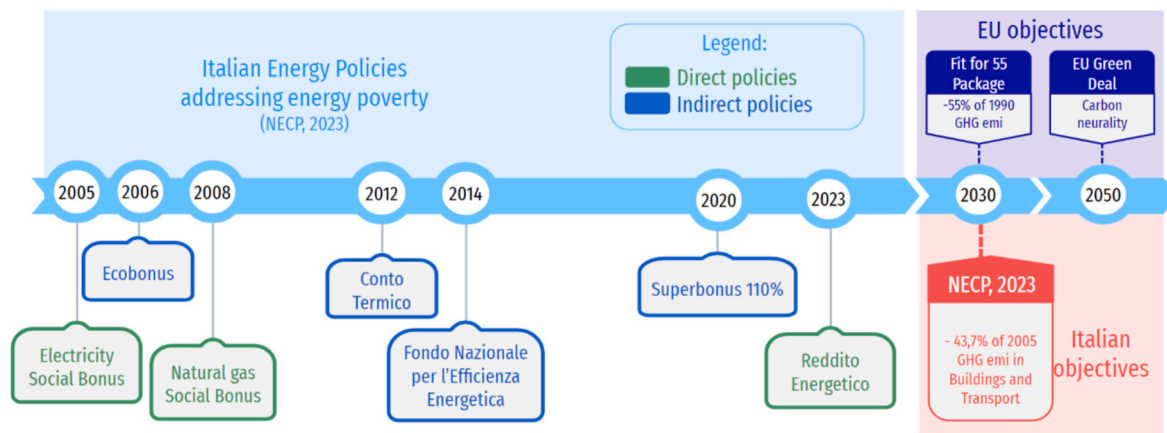 Italian Energy Policies
addressing energy poverty
(NECP, 2023)
Legend:
Direct policies
Indirect policies
EU objectives
Fit for 55
Package
-55% of 1990
GHG emi
EU Green
Deal
Carbon
neurality
2005
2006
2008
2012
2014
2020
2023
2030
2050
Ecobonus
Conto
Termico
Superbonus 110%
Electricity
Social Bonus
Natural gas
Social Bonus
Fondo Nazionale
per l'Efficienza
Energetica
Reddito
Energetico
NECP, 2023
- 43,7% of 2005
GHG emi in
Buildings and
Transport
Italian
objectives